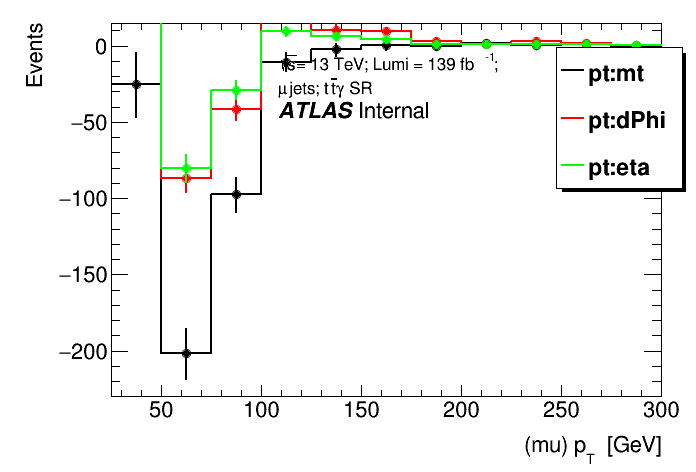 Events
0
−50
−100
−150
−200
√s = 13 TeV; Lumi = 139 fb⁻¹;
μjets; tt̄γ SR
ATLAS Internal
pt:mt
pt:dPhi
pt:eta
50 100 150 200 250 300
(mu) p_T [GeV]